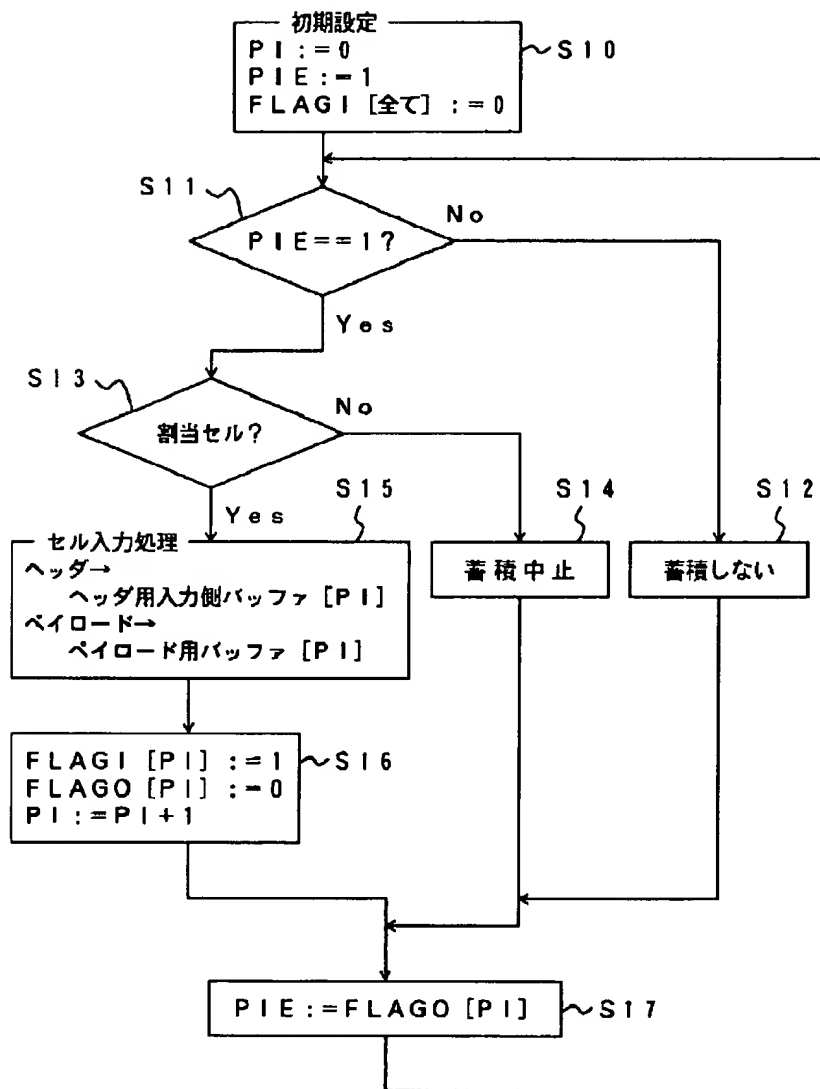 初期設定
PI:=0
PIE:=1
FLAGI[全て]:=0
S10
S11
PIE==1?
No
Yes
S13
割当セル?
No
Yes
S15
S14
S12
セル入力処理
ヘッダ→
ヘッダ用入力側バッファ[PI]
ペイロード→
ペイロード用バッファ[PI]
蓄積中止
蓄積しない
FLAGI[PI]:=1
FLAGO[PI]:=0
PI:=PI+1
S16
PIE:=FLAGO[PI]
S17